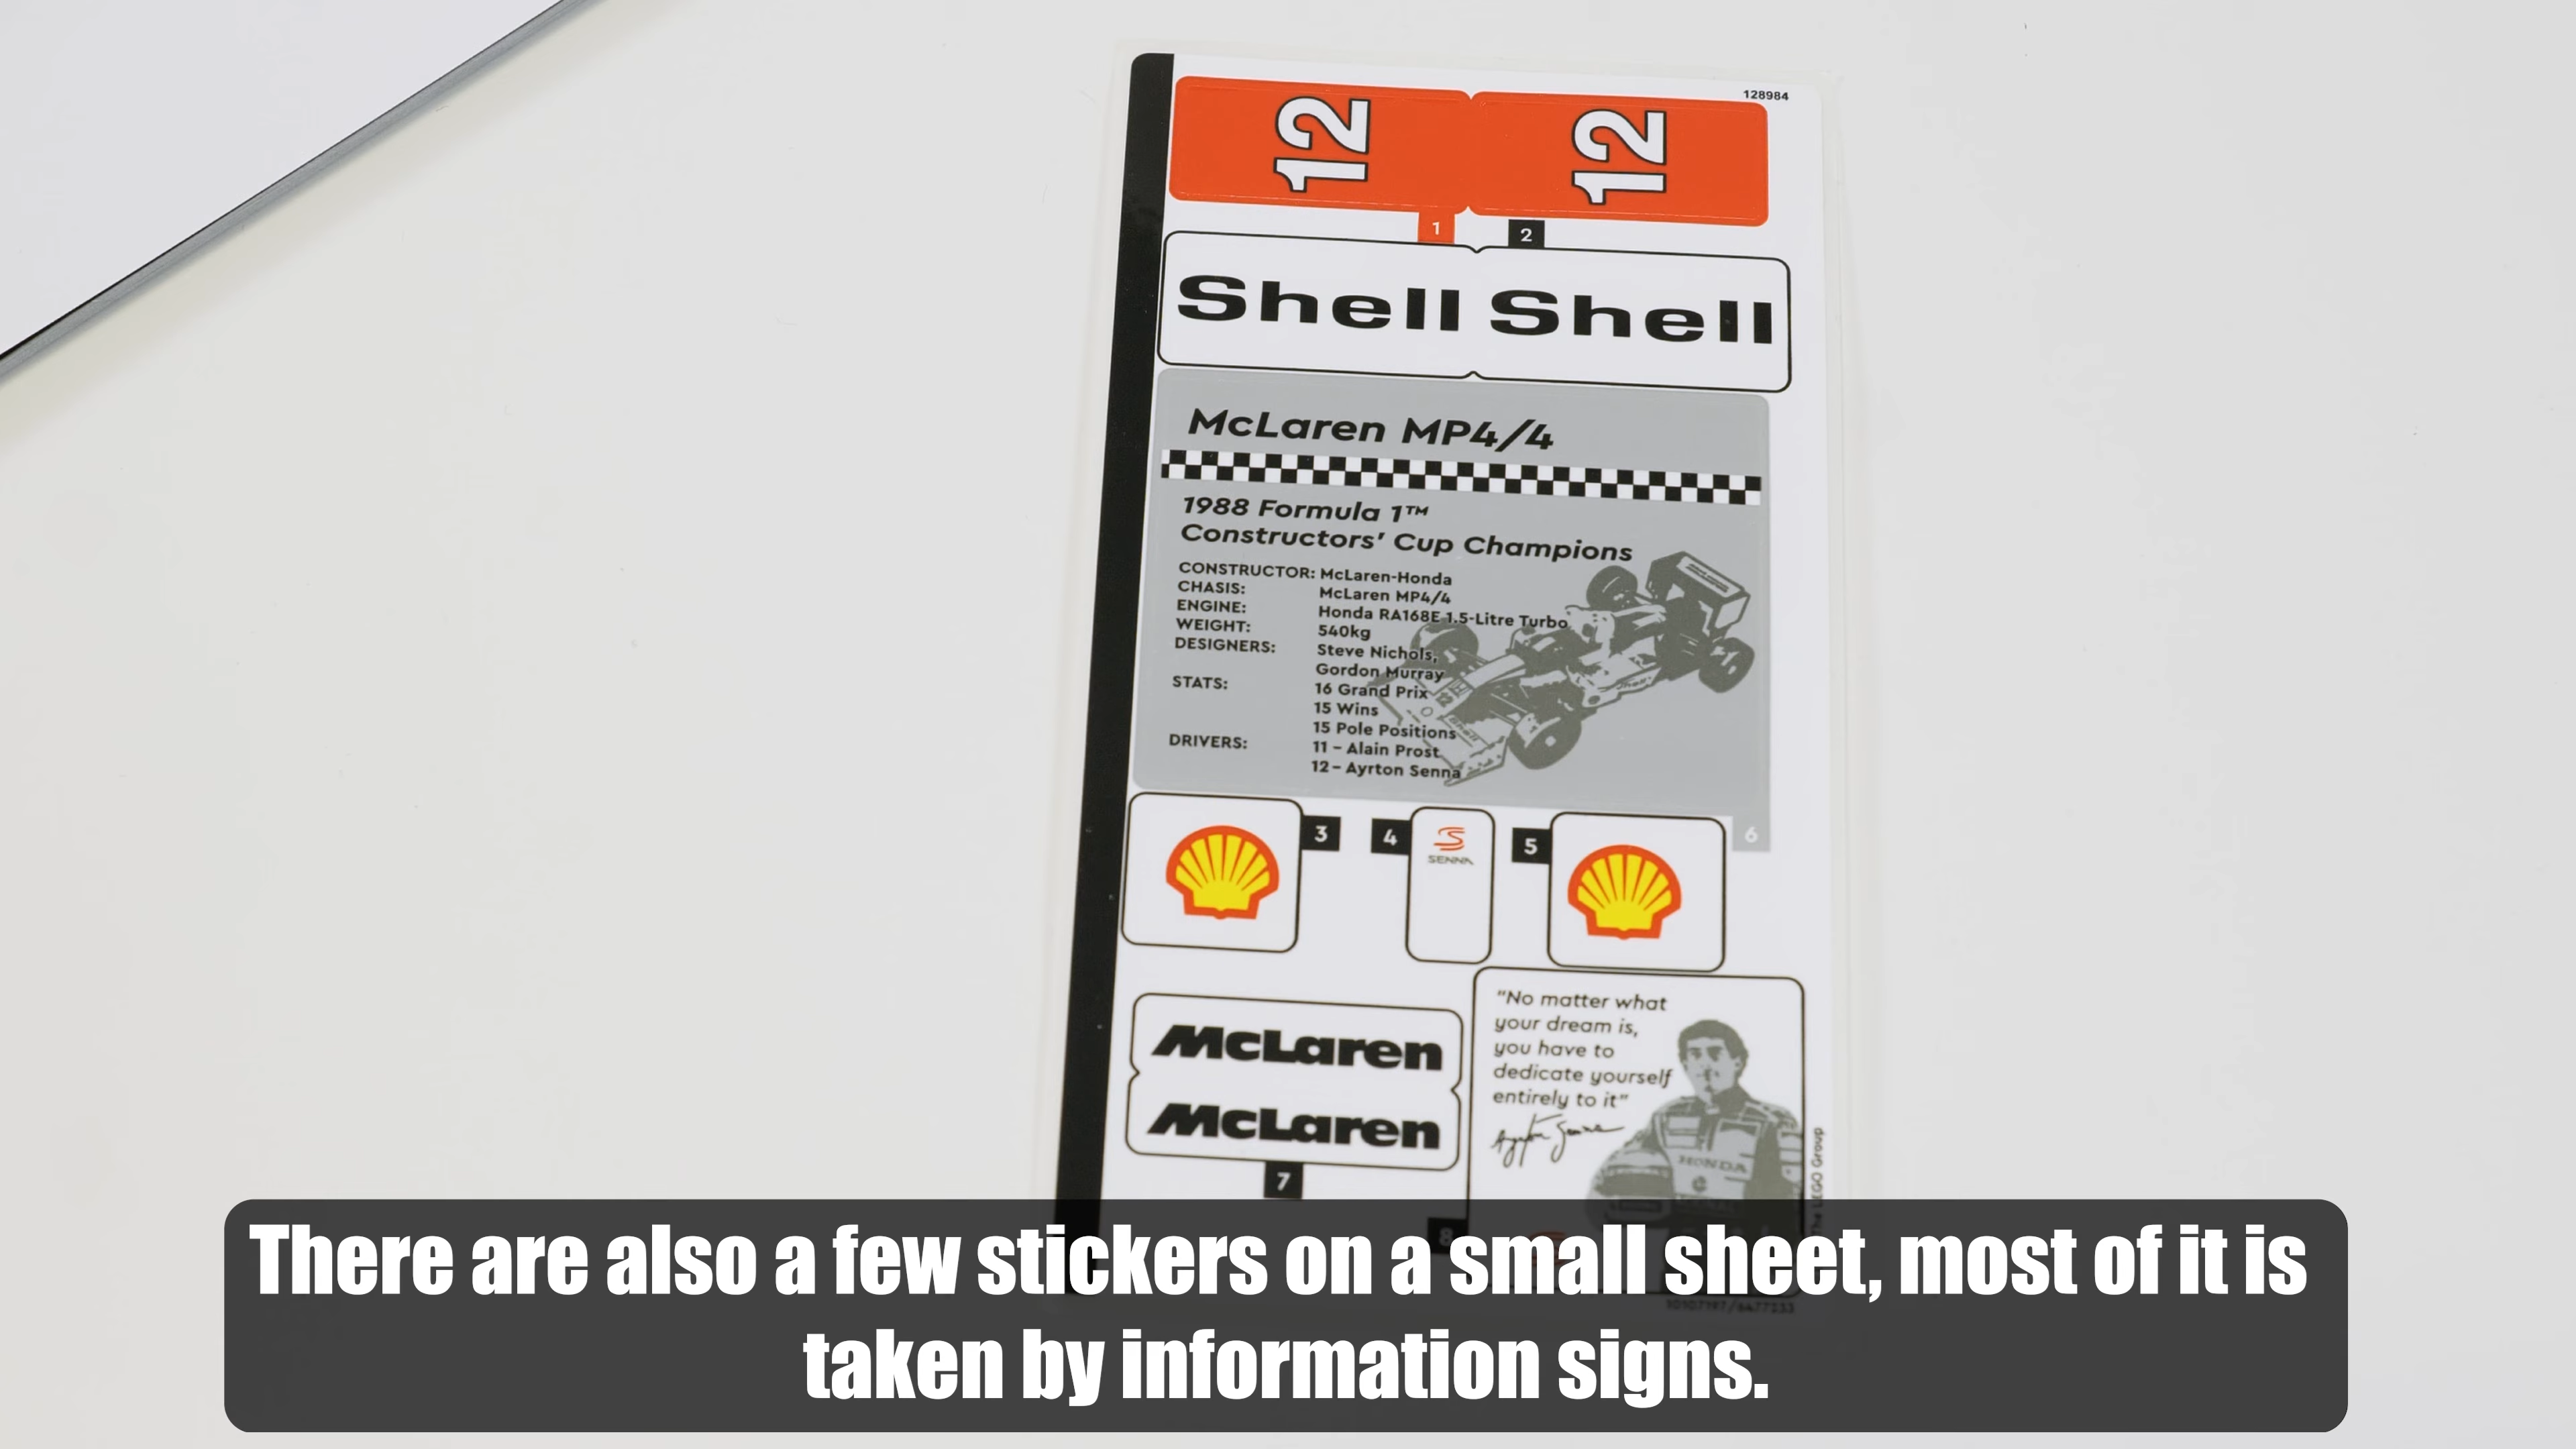 128984
12 12
1 2
Shell Shell
McLaren MP4/4
1988 Formula 1™
Constructors' Cup Champions
CONSTRUCTOR: McLaren-Honda
CHASIS: McLaren MP4/4
ENGINE: Honda RA168E 1.5-Litre Turbo
WEIGHT: 540kg
DESIGNERS: Steve Nichols,
Gordon Murray
STATS: 16 Grand Prix
15 Wins
15 Pole Positions
DRIVERS: 11 – Alain Prost
12 – Ayrton Senna
3 4 5 6
SENNA
McLaren
McLaren
7
"No matter what
your dream is,
you have to
dedicate yourself
entirely to it"
Ayrton Senna
HONDA
The LEGO Group
8
There are also a few stickers on a small sheet, most of it is
taken by information signs.